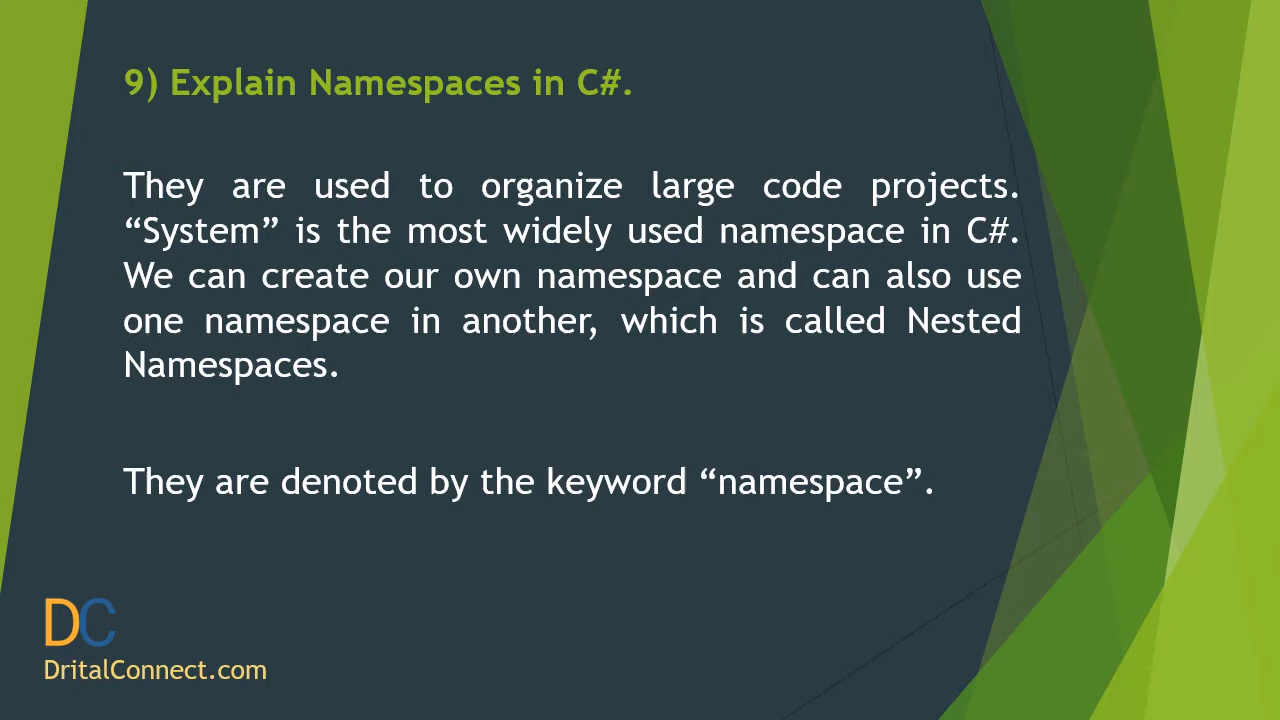 9) Explain Namespaces in C#.
They are used to organize large code projects.
“System” is the most widely used namespace in C#.
We can create our own namespace and can also use
one namespace in another, which is called Nested
Namespaces.
They are denoted by the keyword “namespace”.
DC
DritalConnect.com